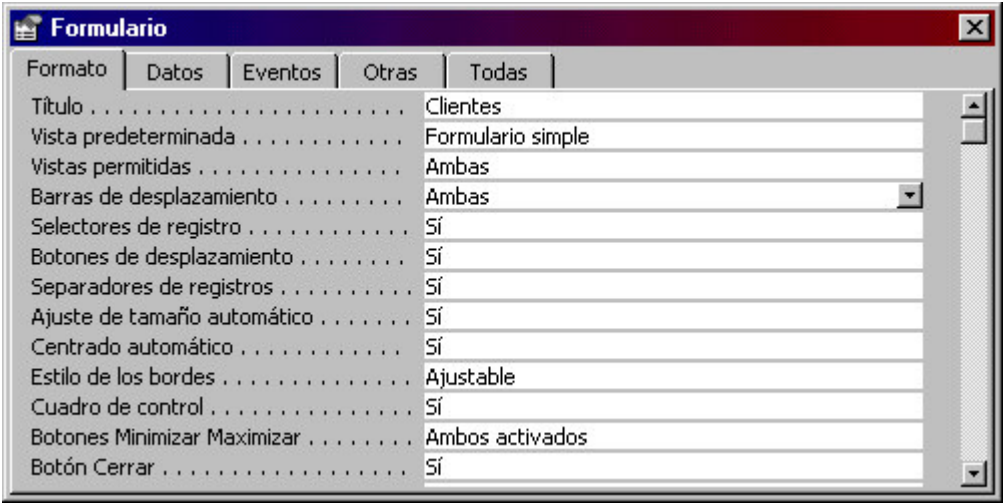 Formulario
Formato Datos Eventos Otras Todas
Título . . . . . . . . . . . . . . . . . . . . . . . . Clientes
Vista predeterminada . . . . . . . . . . . . Formulario simple
Vistas permitidas . . . . . . . . . . . . . . . Ambas
Barras de desplazamiento . . . . . . . . . Ambas
Selectores de registro . . . . . . . . . . . . Sí
Botones de desplazamiento . . . . . . . . Sí
Separadores de registros . . . . . . . . . . Sí
Ajuste de tamaño automático . . . . . . . Sí
Centrado automático . . . . . . . . . . . . Sí
Estilo de los bordes . . . . . . . . . . . . . . Ajustable
Cuadro de control . . . . . . . . . . . . . . . Sí
Botones Minimizar Maximizar . . . . . . . . Ambos activados
Botón Cerrar . . . . . . . . . . . . . . . . . . Sí